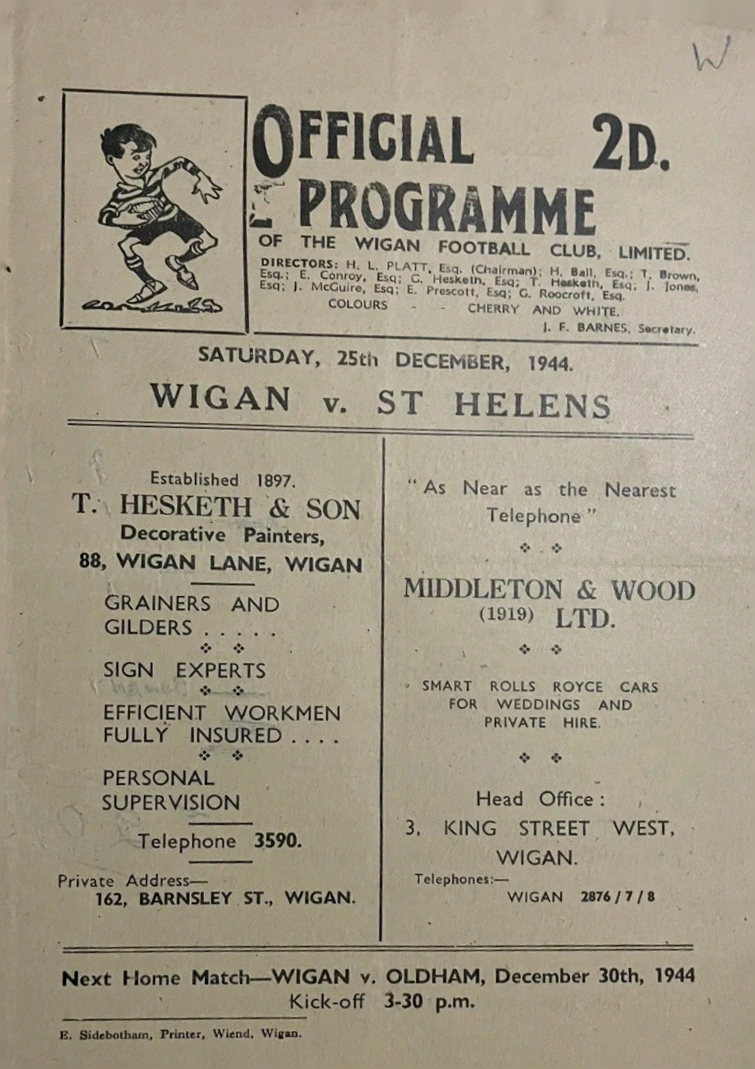 W
OFFICIAL 2D.
PROGRAMME
OF THE WIGAN FOOTBALL CLUB, LIMITED.
DIRECTORS: H. L. PLATT, Esq. (Chairman); H. Ball, Esq.; T. Brown,
Esq.; E. Conroy, Esq; G. Hesketh, Esq; T. Hesketh, Esq; J. Jones,
Esq; J. McGuire, Esq; E. Prescott, Esq; G. Roocroft, Esq.
COLOURS - - CHERRY AND WHITE.
J. F. BARNES, Secretary.
SATURDAY, 25th DECEMBER, 1944.
WIGAN v. ST HELENS
Established 1897.
T. HESKETH & SON
Decorative Painters,
88, WIGAN LANE, WIGAN
GRAINERS AND
GILDERS . . . . .
SIGN EXPERTS
EFFICIENT WORKMEN
FULLY INSURED . . . .
PERSONAL
SUPERVISION
Telephone 3590.
Private Address—
162, BARNSLEY ST., WIGAN.
"As Near as the Nearest
Telephone"
MIDDLETON & WOOD
(1919) LTD.
SMART ROLLS ROYCE CARS
FOR WEDDINGS AND
PRIVATE HIRE.
Head Office :
3, KING STREET WEST,
WIGAN.
Telephones:—
WIGAN 2876 / 7 / 8
Next Home Match—WIGAN v. OLDHAM, December 30th, 1944
Kick-off 3-30 p.m.
E. Sidebotham, Printer, Wiend, Wigan.